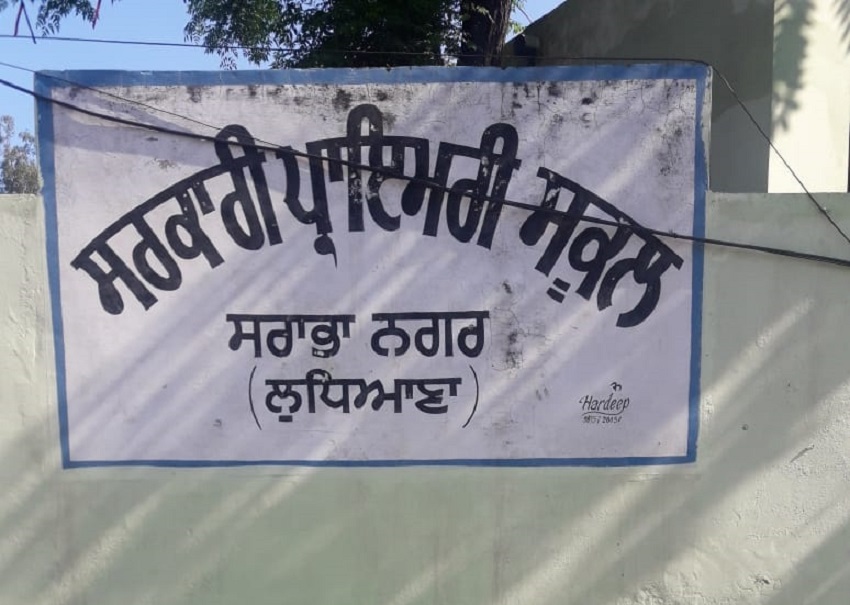 ਸਰਕਾਰੀ ਪ੍ਰਾਇਮਰੀ ਸਕੂਲ
ਸਰਾਭਾ ਨਗਰ
(ਲੁਧਿਆਣਾ)
Hardeep